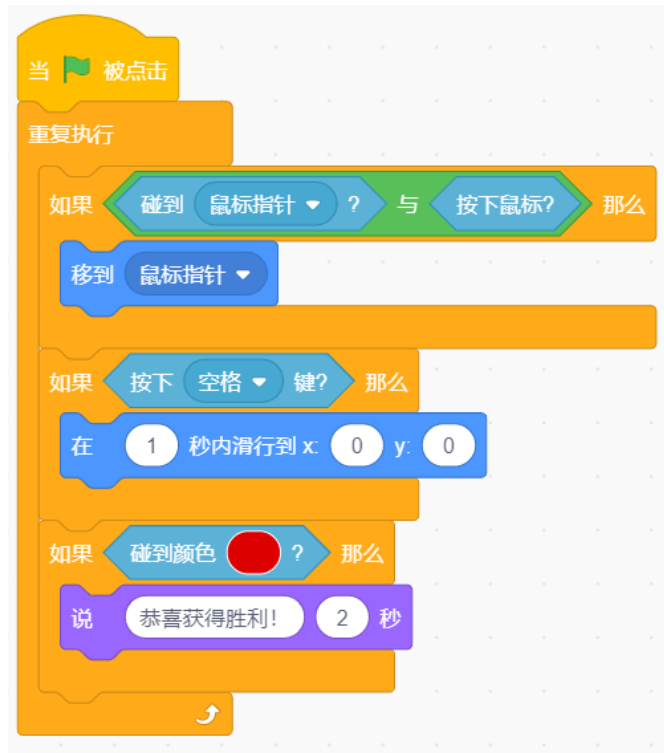 当 被点击
重复执行
如果 碰到 鼠标指针 ? 与 按下鼠标? 那么
移到 鼠标指针
如果 按下 空格 键? 那么
在 1 秒内滑行到 x: 0 y: 0
如果 碰到颜色 ? 那么
说 恭喜获得胜利! 2 秒